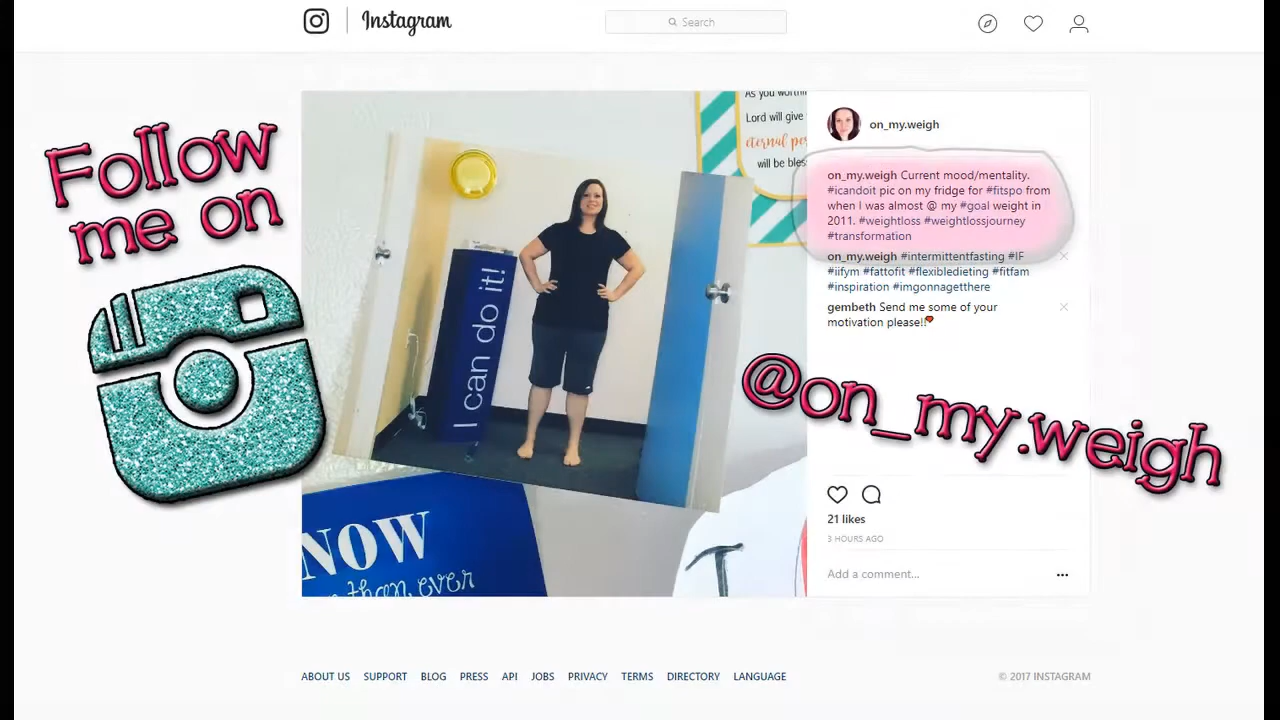 Instagram
Search
Follow
me on
As you
Lord will give
eternal
will be
I can do it!
NOW
than ever
on_my.weigh
on_my.weigh Current mood/mentality.
#icandoit pic on my fridge for #fitspo from
when I was almost @ my #goal weight in
2011. #weightloss #weightlossjourney
#transformation
on_my.weigh #intermittentfasting #IF
#iifym #fattofit #flexibledieting #fitfam
#inspiration #imgonnagetthere
gembeth Send me some of your
motivation please!!
@on_my.weigh
21 likes
3 HOURS AGO
Add a comment...
ABOUT US SUPPORT BLOG PRESS API JOBS PRIVACY TERMS DIRECTORY LANGUAGE
© 2017 INSTAGRAM